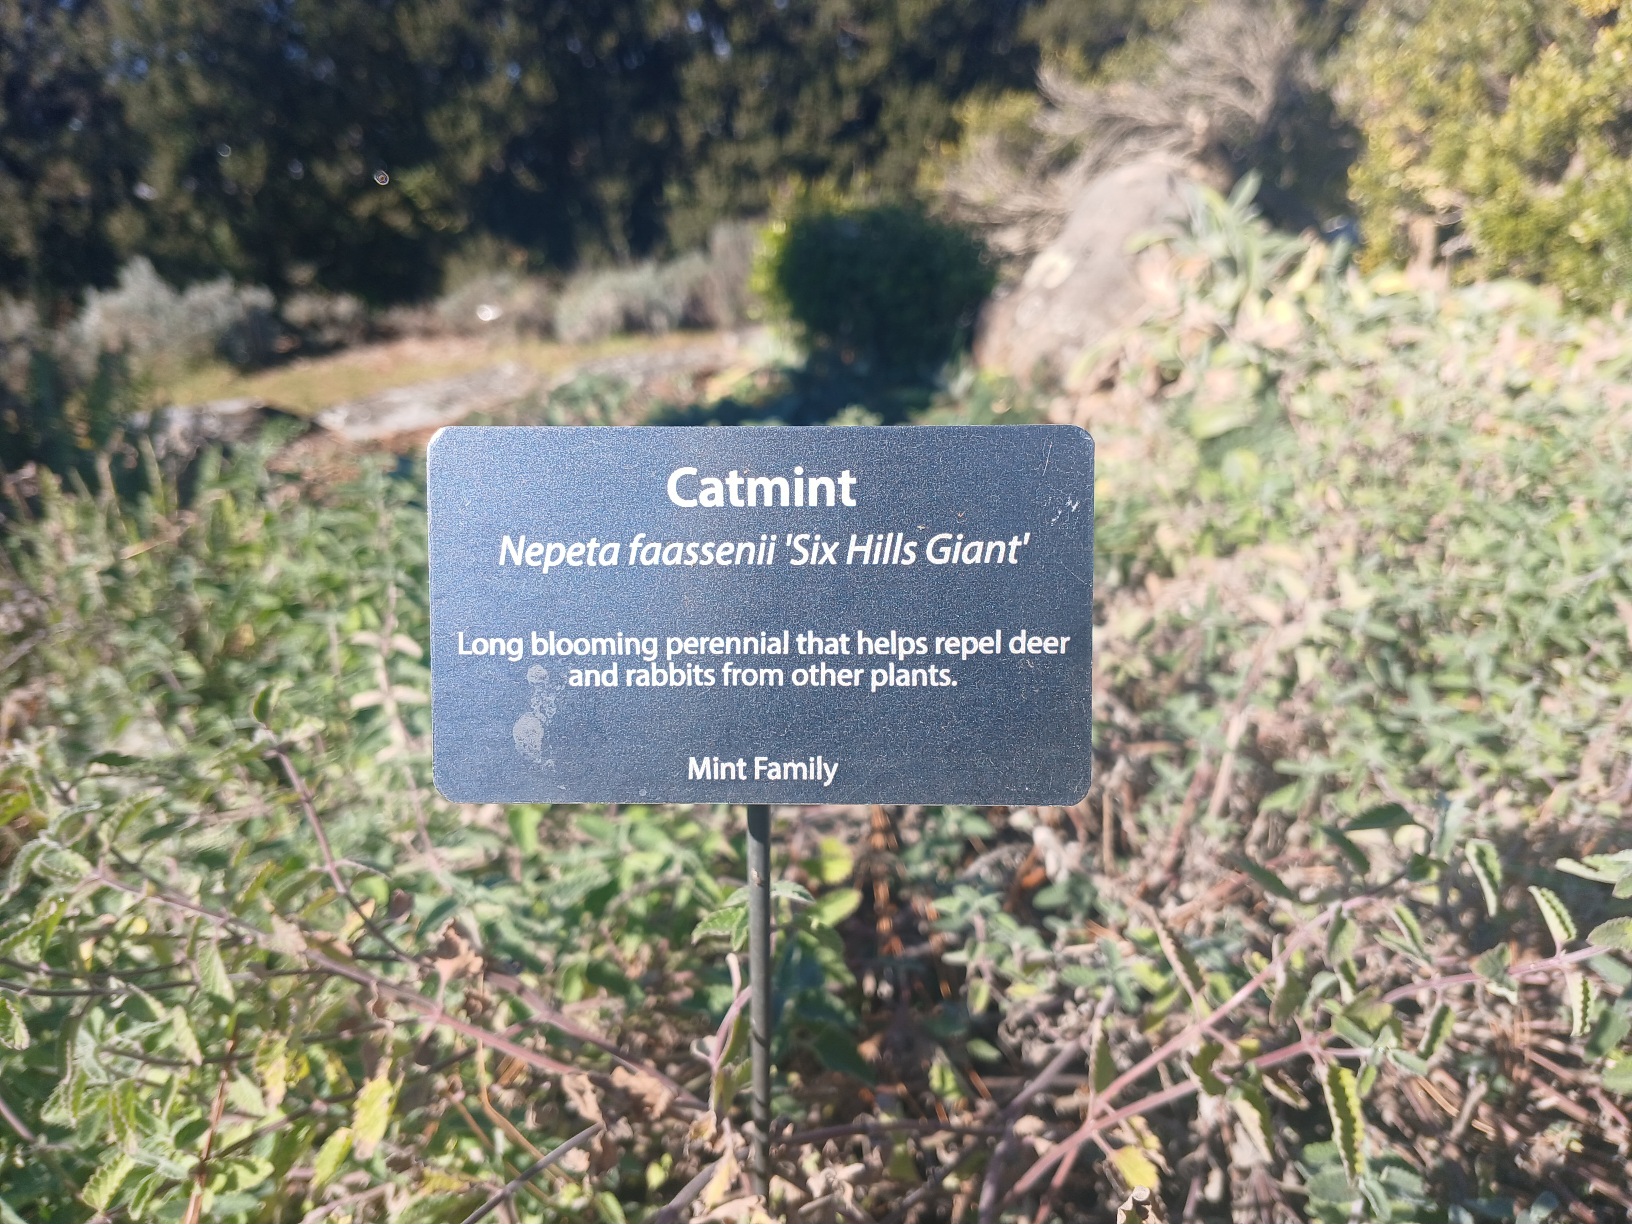 Catmint
Nepeta faassenii 'Six Hills Giant'
Long blooming perennial that helps repel deer
and rabbits from other plants.
Mint Family